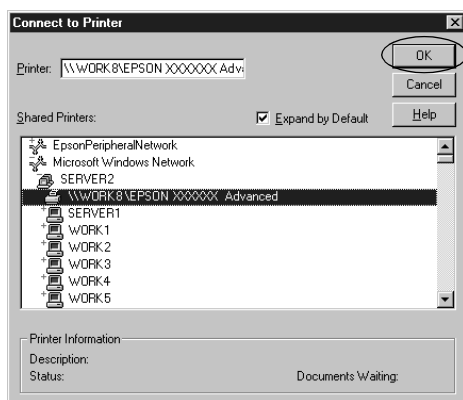 Connect to Printer
OK
Printer: \\WORK8\EPSON XXXXXX Adv
Cancel
Shared Printers:
Expand by Default
Help
EpsonPeripheralNetwork
Microsoft Windows Network
SERVER2
\\WORK8\EPSON XXXXXX Advanced
SERVER1
WORK1
WORK2
WORK3
WORK4
WORK5
Printer Information
Description:
Status:
Documents Waiting: